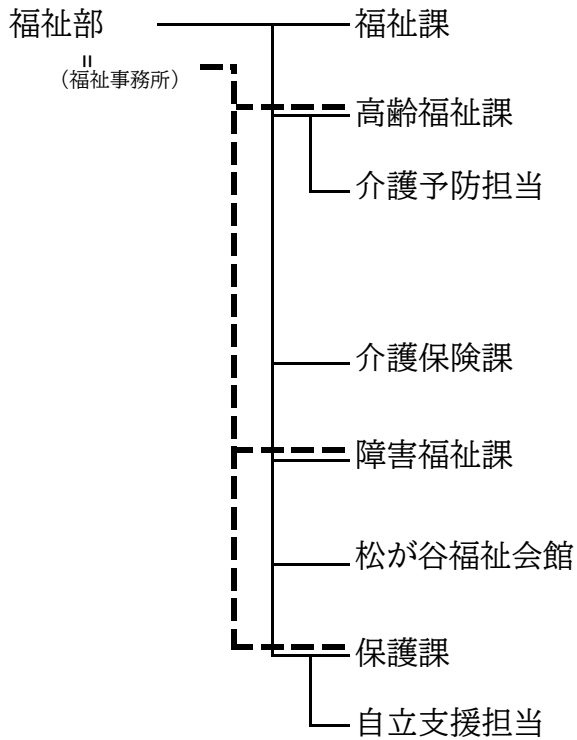 福祉部
福祉課
=
（福祉事務所）
高齢福祉課
介護予防担当
介護保険課
障害福祉課
松が谷福祉会館
保護課
自立支援担当